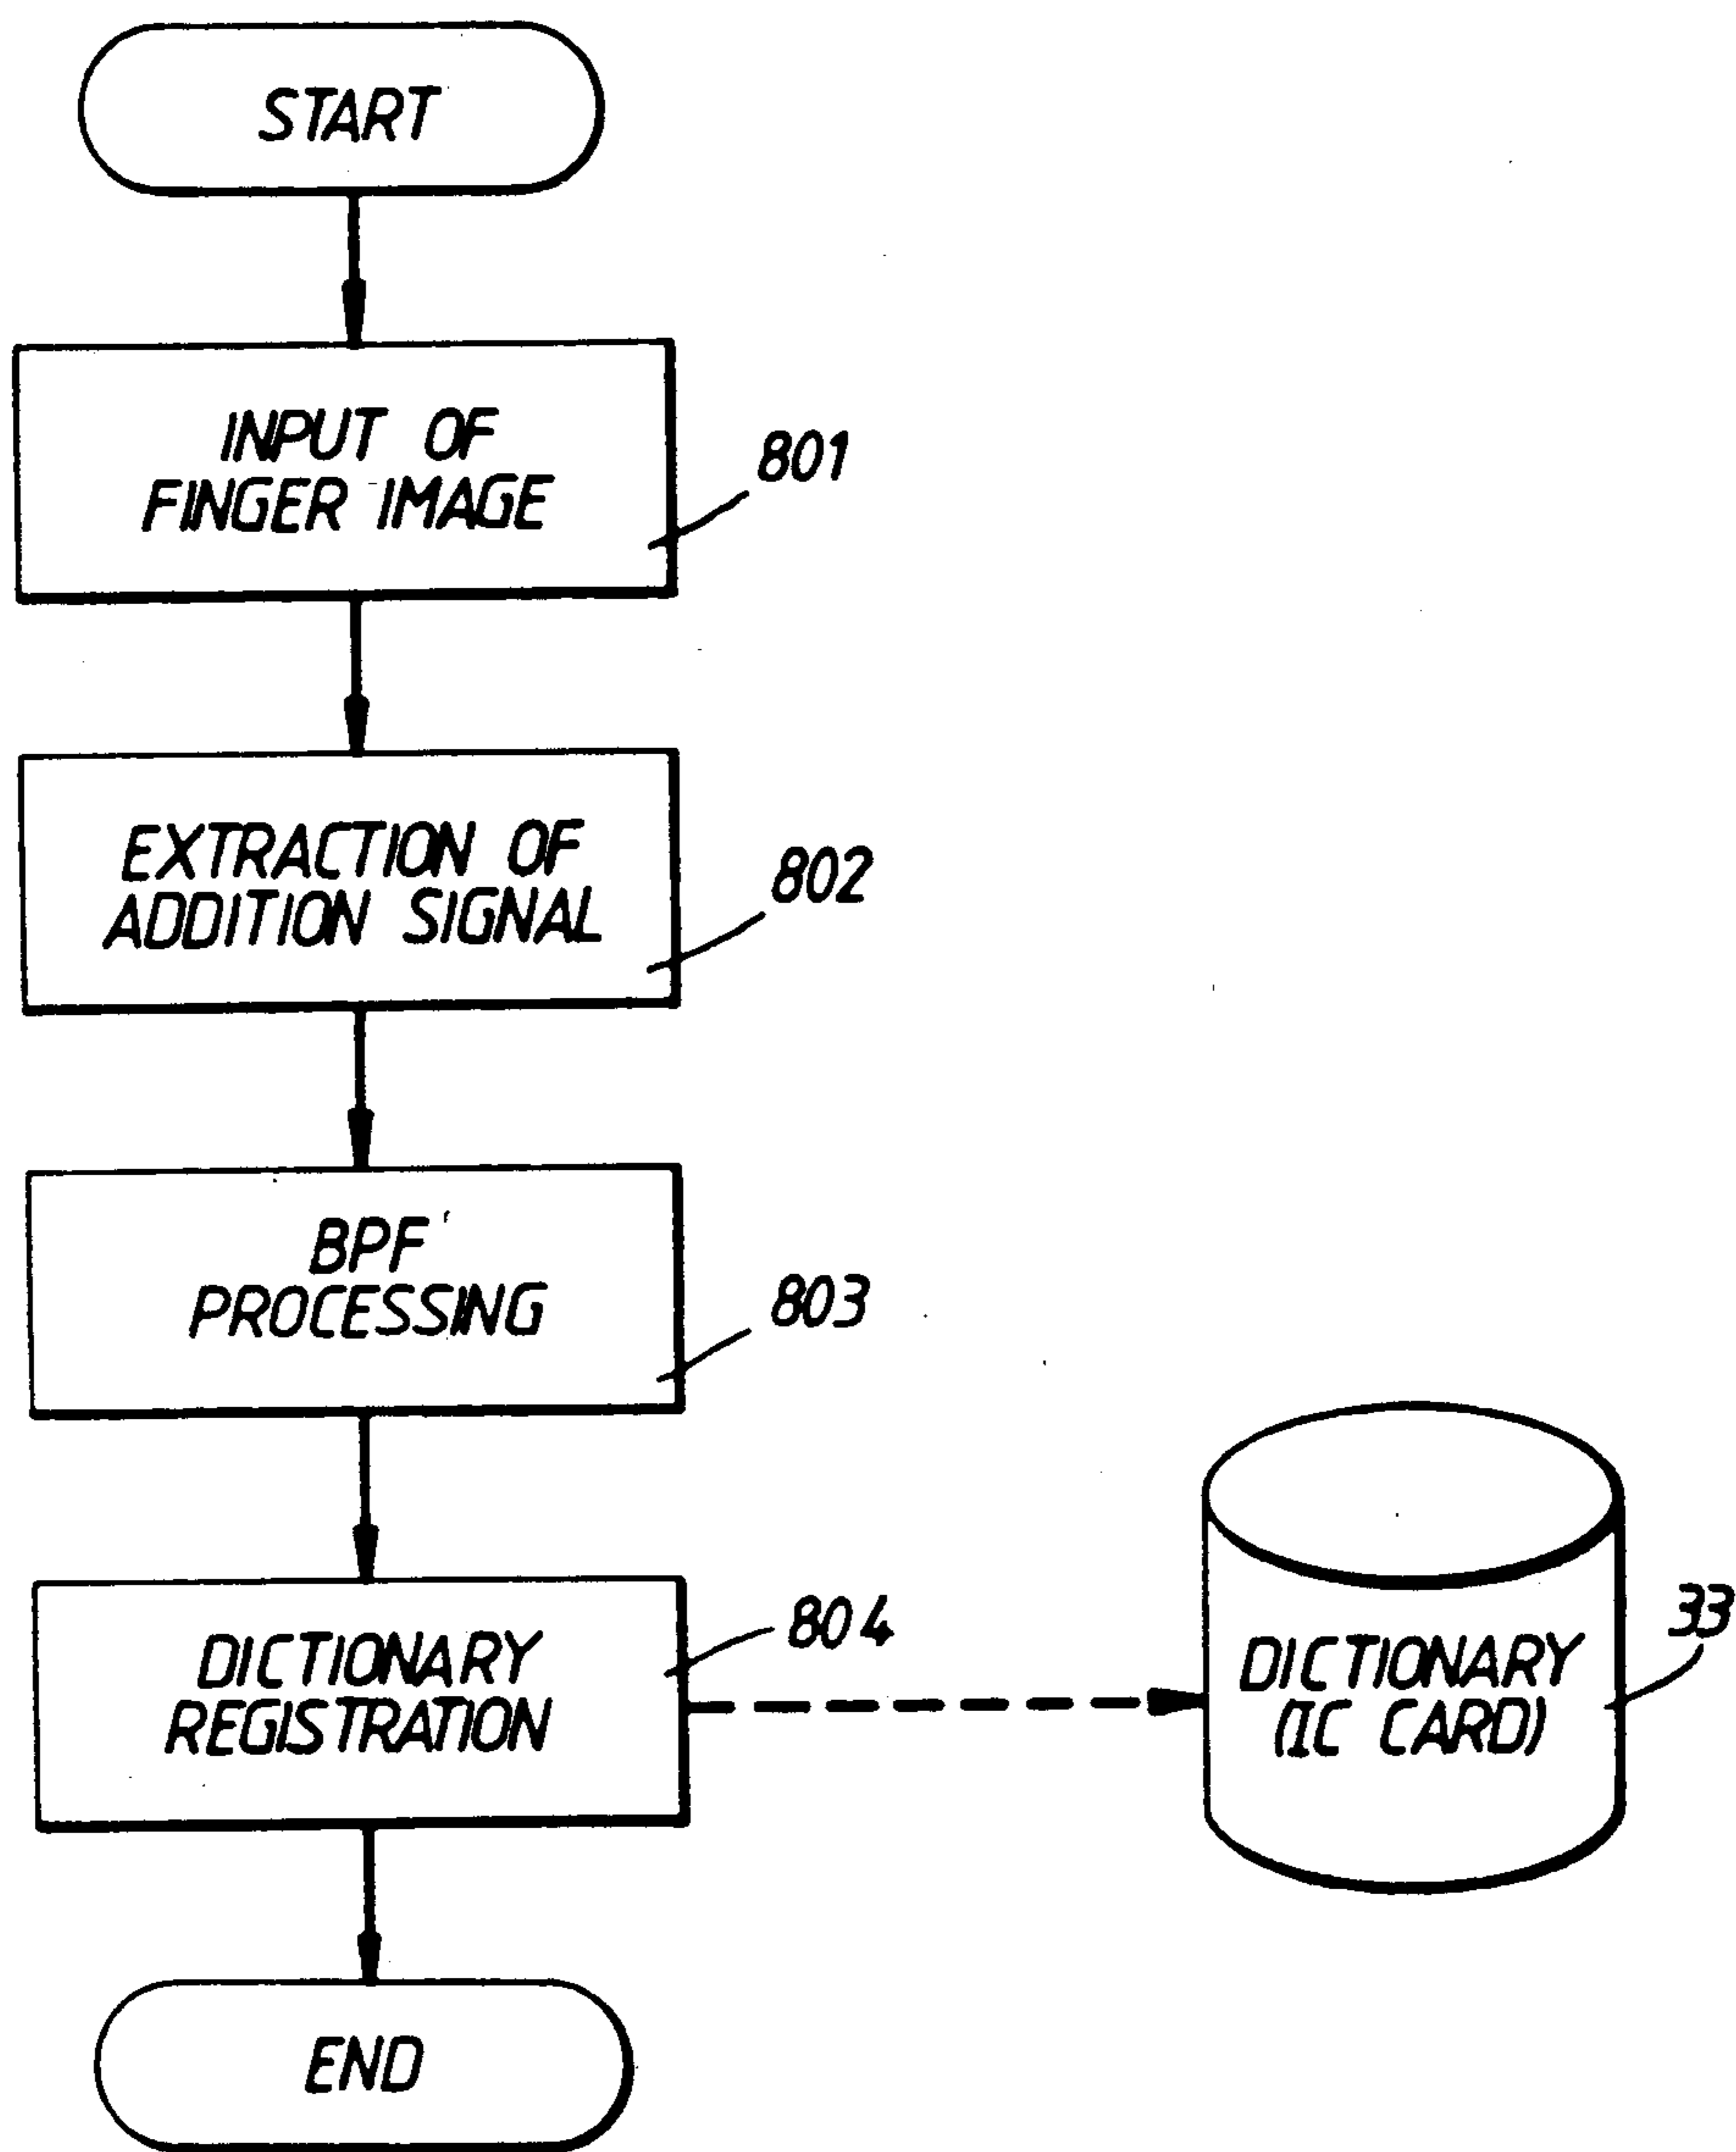 START
INPUT OF
FINGER IMAGE
801
EXTRACTION OF
ADDITION SIGNAL
802
BPF
PROCESSING
803
DICTIONARY
REGISTRATION
804
DICTIONARY
(IC CARD)
33
END